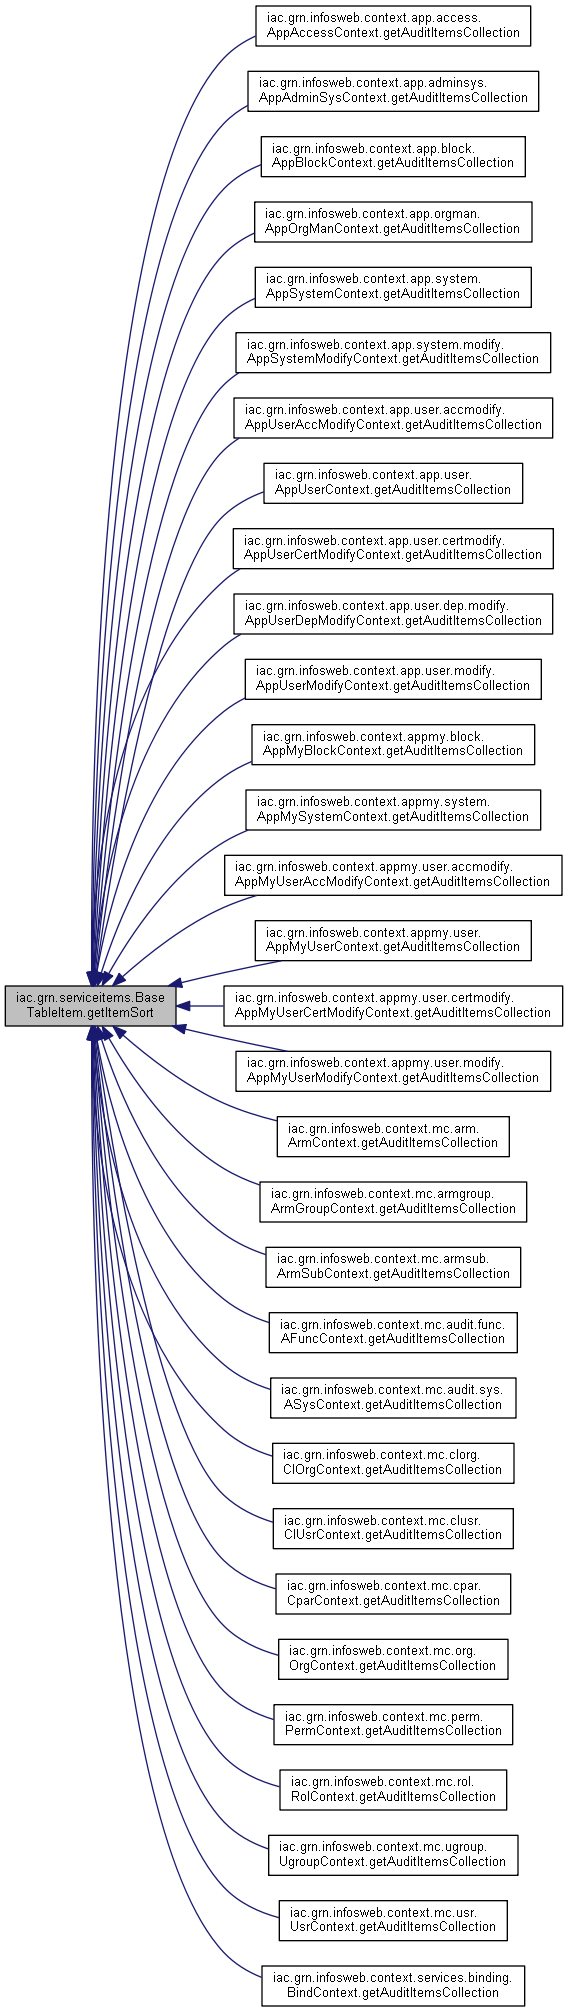 iac.grn.infosweb.context.app.access.
AppAccessContext.getAuditItemsCollection
iac.grn.infosweb.context.app.adminsys.
AppAdminSysContext.getAuditItemsCollection
iac.grn.infosweb.context.app.block.
AppBlockContext.getAuditItemsCollection
iac.grn.infosweb.context.app.orgman.
AppOrgManContext.getAuditItemsCollection
iac.grn.infosweb.context.app.system.
AppSystemContext.getAuditItemsCollection
iac.grn.infosweb.context.app.system.modify.
AppSystemModifyContext.getAuditItemsCollection
iac.grn.infosweb.context.app.user.accmodify.
AppUserAccModifyContext.getAuditItemsCollection
iac.grn.infosweb.context.app.user.
AppUserContext.getAuditItemsCollection
iac.grn.infosweb.context.app.user.certmodify.
AppUserCertModifyContext.getAuditItemsCollection
iac.grn.infosweb.context.app.user.dep.modify.
AppUserDepModifyContext.getAuditItemsCollection
iac.grn.infosweb.context.app.user.modify.
AppUserModifyContext.getAuditItemsCollection
iac.grn.infosweb.context.appmy.block.
AppMyBlockContext.getAuditItemsCollection
iac.grn.infosweb.context.appmy.system.
AppMySystemContext.getAuditItemsCollection
iac.grn.infosweb.context.appmy.user.accmodify.
AppMyUserAccModifyContext.getAuditItemsCollection
iac.grn.infosweb.context.appmy.user.
AppMyUserContext.getAuditItemsCollection
iac.grn.serviceitems.Base
TableItem.getItemSort
iac.grn.infosweb.context.appmy.user.certmodify.
AppMyUserCertModifyContext.getAuditItemsCollection
iac.grn.infosweb.context.appmy.user.modify.
AppMyUserModifyContext.getAuditItemsCollection
iac.grn.infosweb.context.mc.arm.
ArmContext.getAuditItemsCollection
iac.grn.infosweb.context.mc.armgroup.
ArmGroupContext.getAuditItemsCollection
iac.grn.infosweb.context.mc.armsub.
ArmSubContext.getAuditItemsCollection
iac.grn.infosweb.context.mc.audit.func.
AFuncContext.getAuditItemsCollection
iac.grn.infosweb.context.mc.audit.sys.
ASysContext.getAuditItemsCollection
iac.grn.infosweb.context.mc.clorg.
ClOrgContext.getAuditItemsCollection
iac.grn.infosweb.context.mc.clusr.
ClUsrContext.getAuditItemsCollection
iac.grn.infosweb.context.mc.cpar.
CparContext.getAuditItemsCollection
iac.grn.infosweb.context.mc.org.
OrgContext.getAuditItemsCollection
iac.grn.infosweb.context.mc.perm.
PermContext.getAuditItemsCollection
iac.grn.infosweb.context.mc.rol.
RolContext.getAuditItemsCollection
iac.grn.infosweb.context.mc.ugroup.
UgroupContext.getAuditItemsCollection
iac.grn.infosweb.context.mc.usr.
UsrContext.getAuditItemsCollection
iac.grn.infosweb.context.services.binding.
BindContext.getAuditItemsCollection